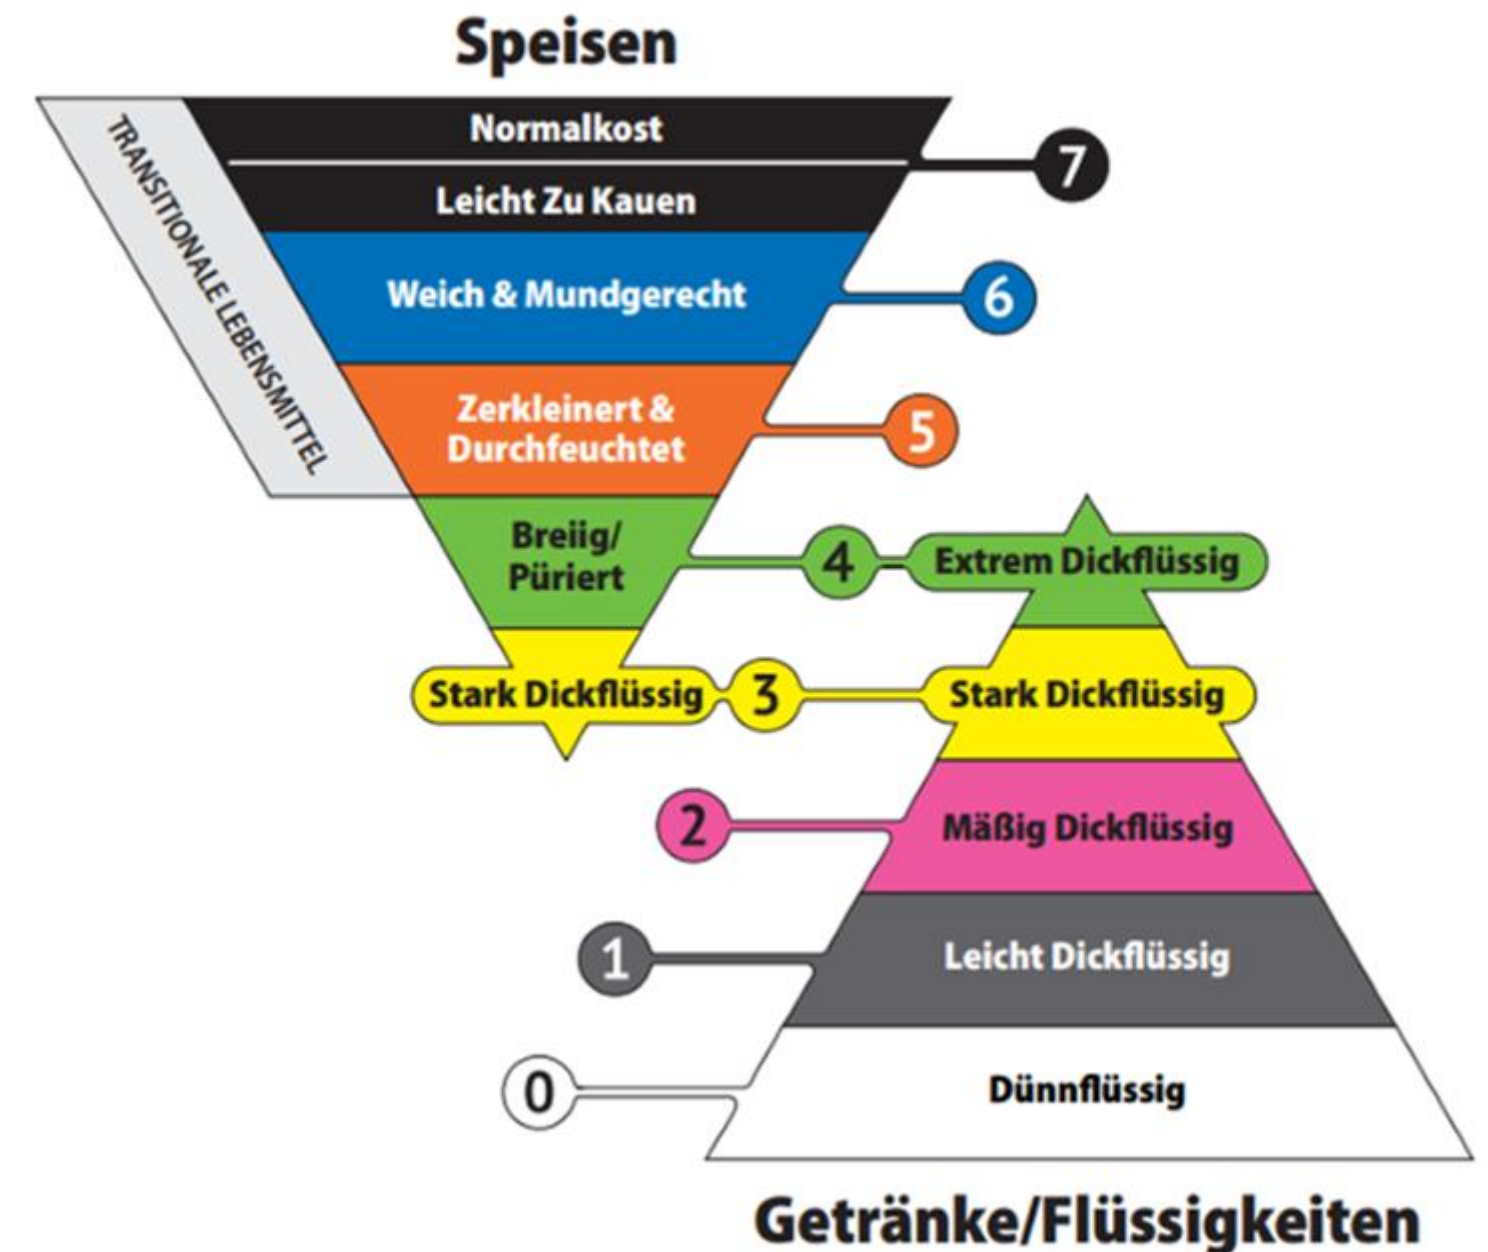 Speisen
TRANSITIONALE LEBENSMITTEL
Normalkost
7
Leicht Zu Kauen
Weich & Mundgerecht
6
Zerkleinert &
Durchfeuchtet
5
Breiig/
Püriert
4
Extrem Dickflüssig
Stark Dickflüssig
3
Stark Dickflüssig
2
Mäßig Dickflüssig
1
Leicht Dickflüssig
0
Dünnflüssig
Getränke/Flüssigkeiten